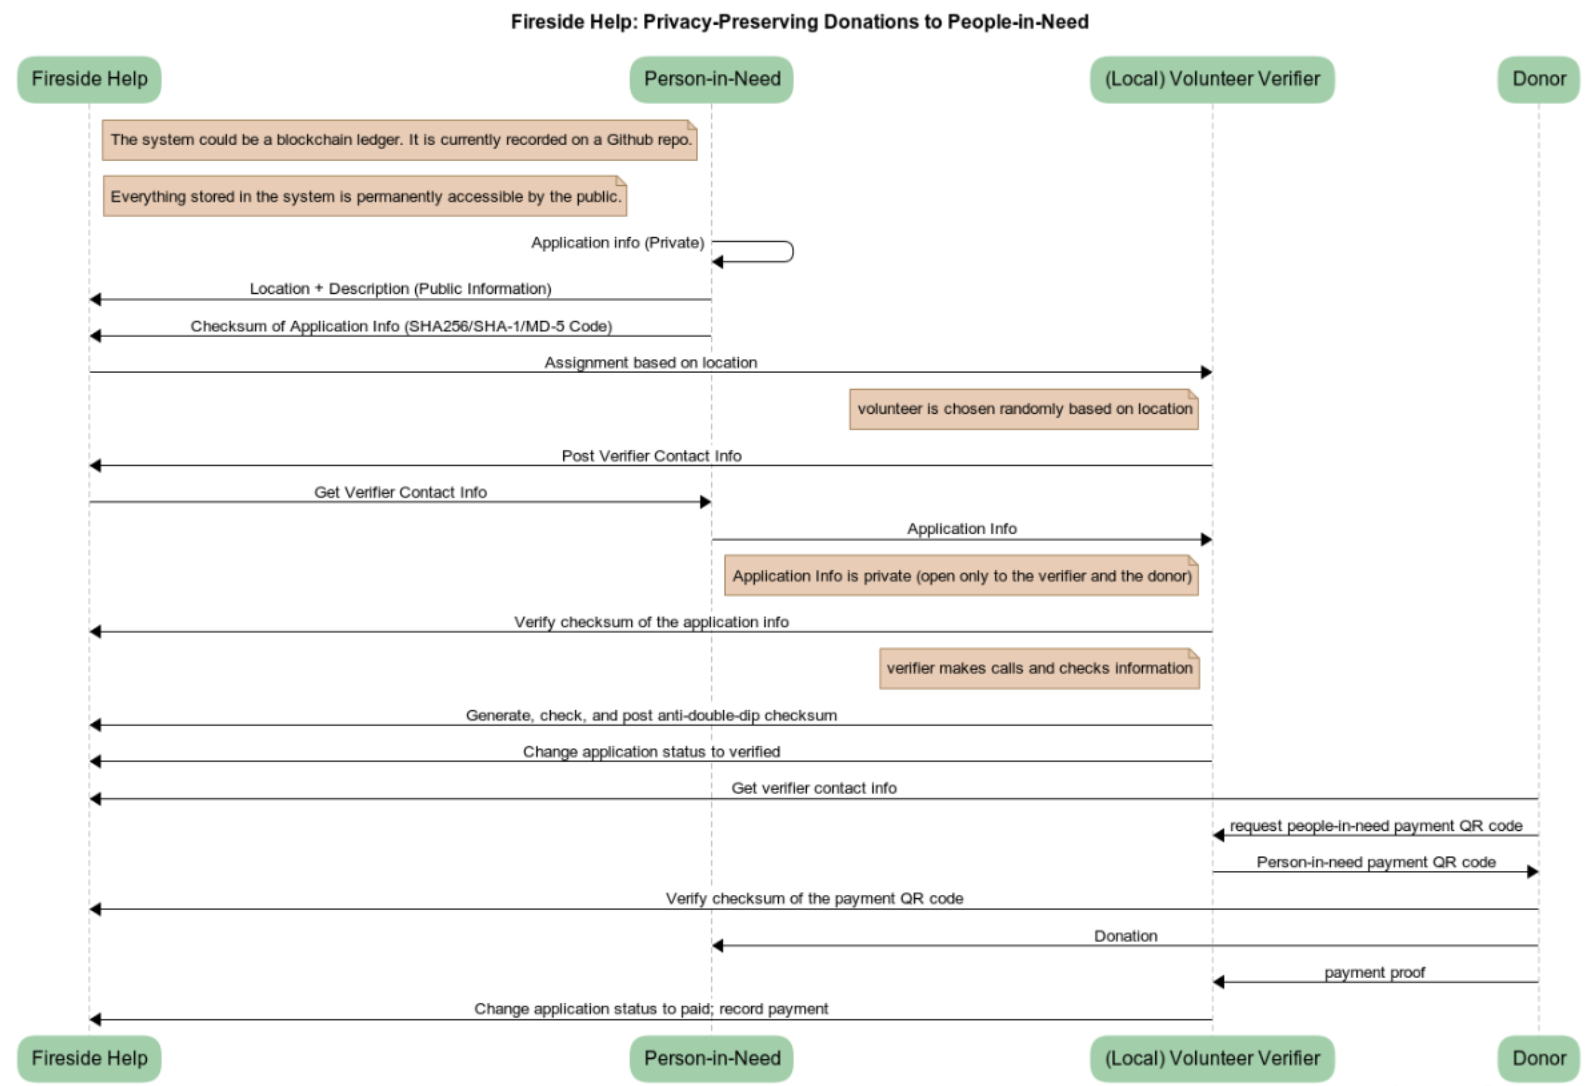 Fireside Help: Privacy-Preserving Donations to People-in-Need
Fireside Help
Person-in-Need
(Local) Volunteer Verifier
Donor
The system could be a blockchain ledger. It is currently recorded on a Github repo.
Everything stored in the system is permanently accessible by the public.
Application info (Private)
Location + Description (Public Information)
Checksum of Application Info (SHA256/SHA-1/MD-5 Code)
Assignment based on location
volunteer is chosen randomly based on location
Post Verifier Contact Info
Get Verifier Contact Info
Application Info
Application Info is private (open only to the verifier and the donor)
Verify checksum of the application info
verifier makes calls and checks information
Generate, check, and post anti-double-dip checksum
Change application status to verified
Get verifier contact info
request people-in-need payment QR code
Person-in-need payment QR code
Verify checksum of the payment QR code
Donation
payment proof
Change application status to paid; record payment
Fireside Help
Person-in-Need
(Local) Volunteer Verifier
Donor